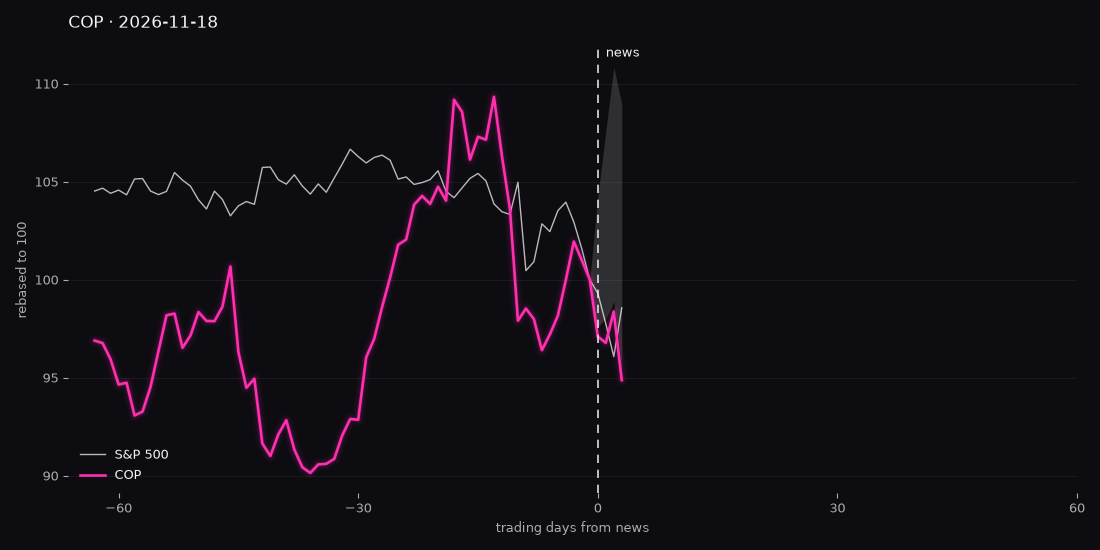 COP · 2026-11-18
news
110
105
100
95
90
rebased to 100
S&P 500
COP
−60
−30
0
30
60
trading days from news